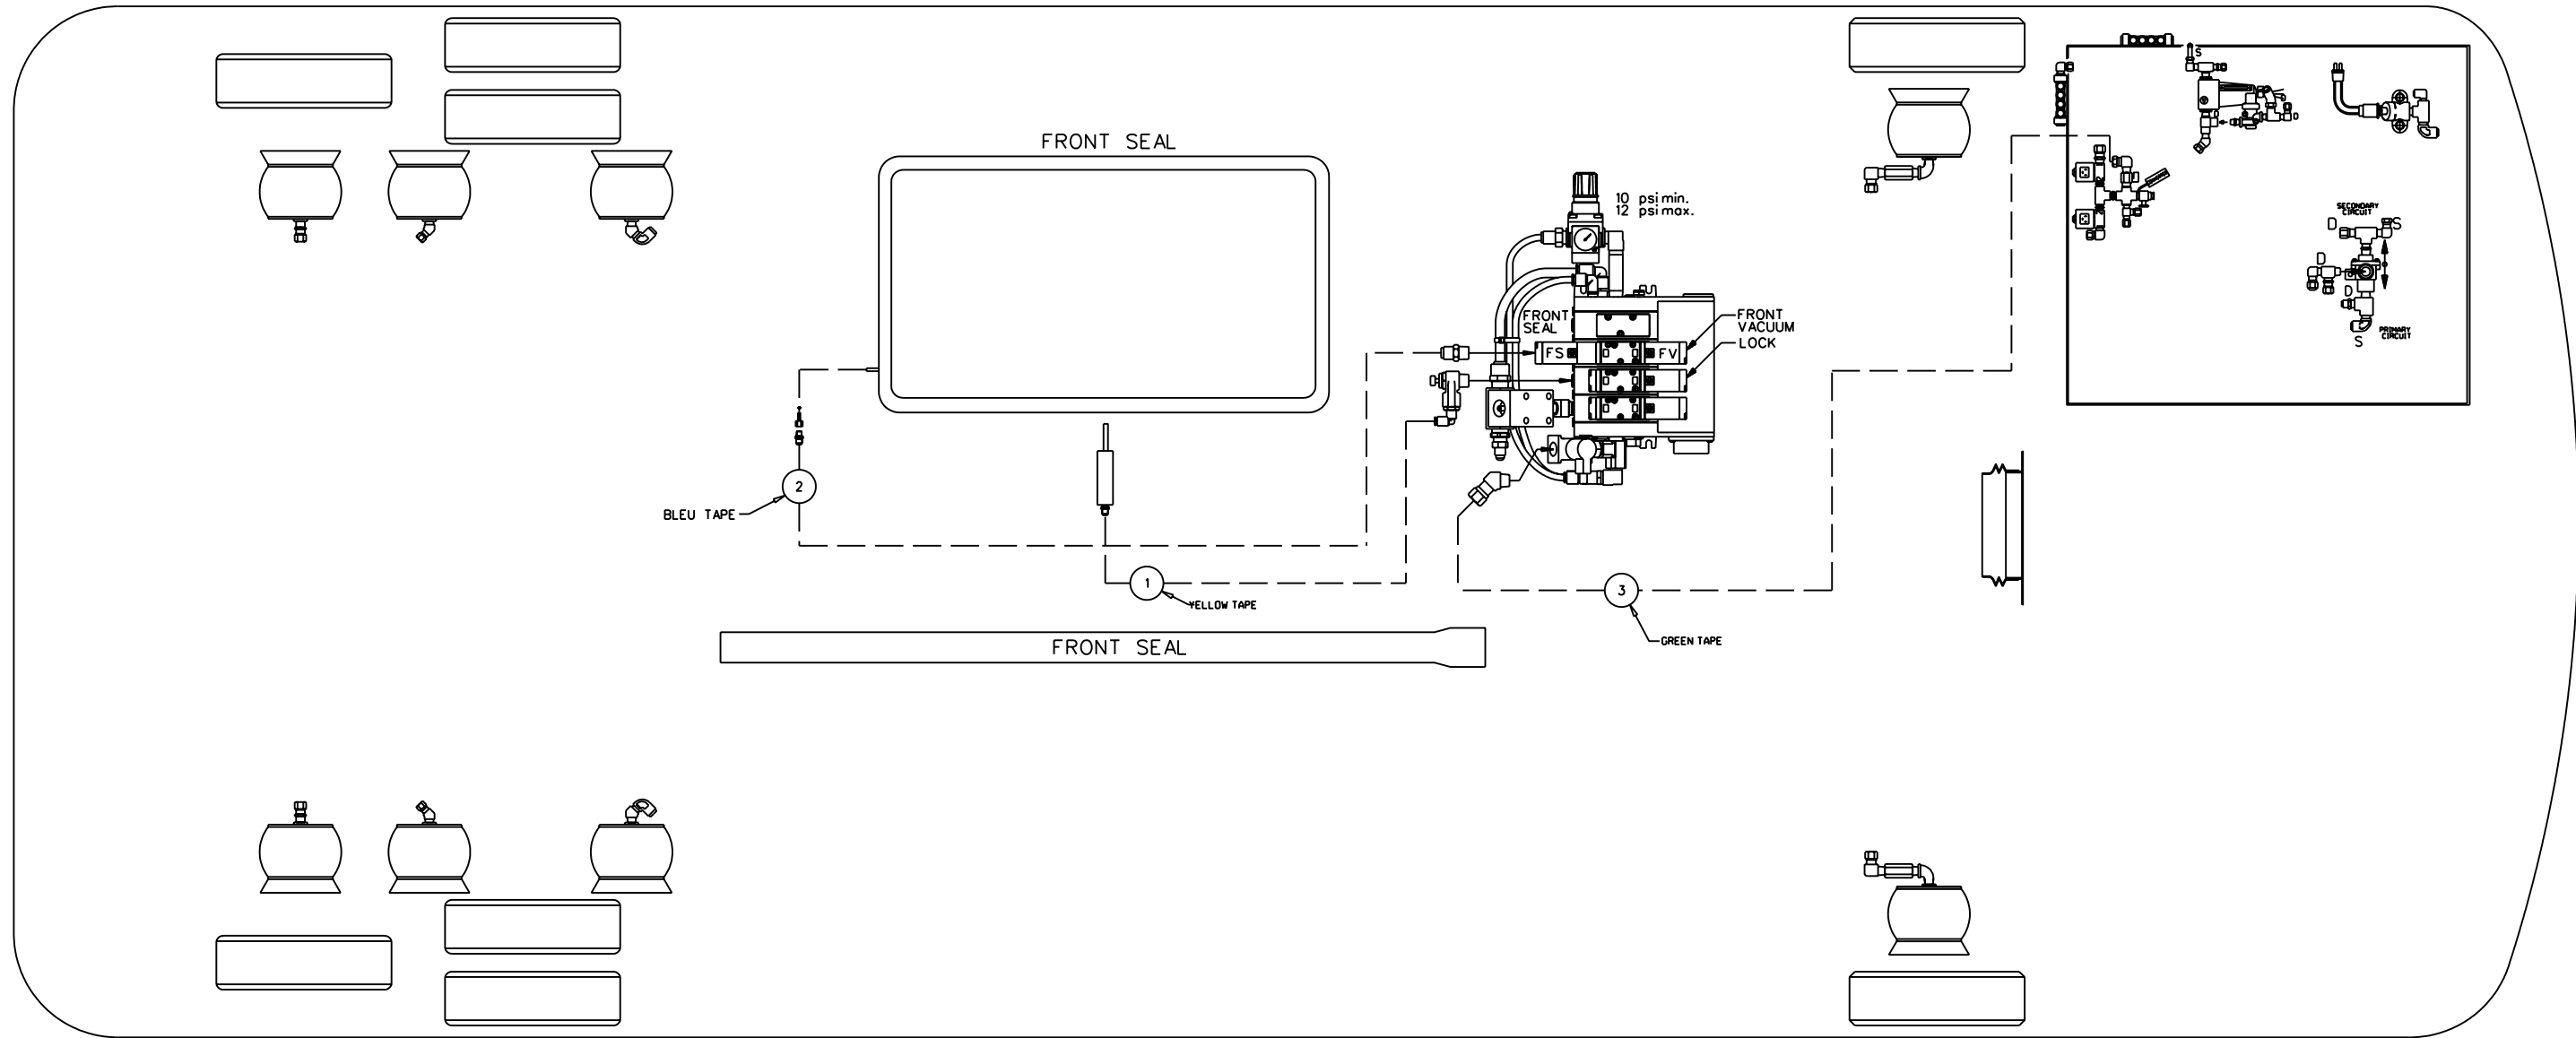 S
FRONT SEAL
10 psi min.
12 psi max.
SECONDARY
CIRCUIT
D
S
D
D
PRIMARY
CIRCUIT
S
FRONT
SEAL
FRONT
VACUUM
LOCK
FS
FV
2
BLEU TAPE
1
YELLOW TAPE
3
GREEN TAPE
FRONT SEAL